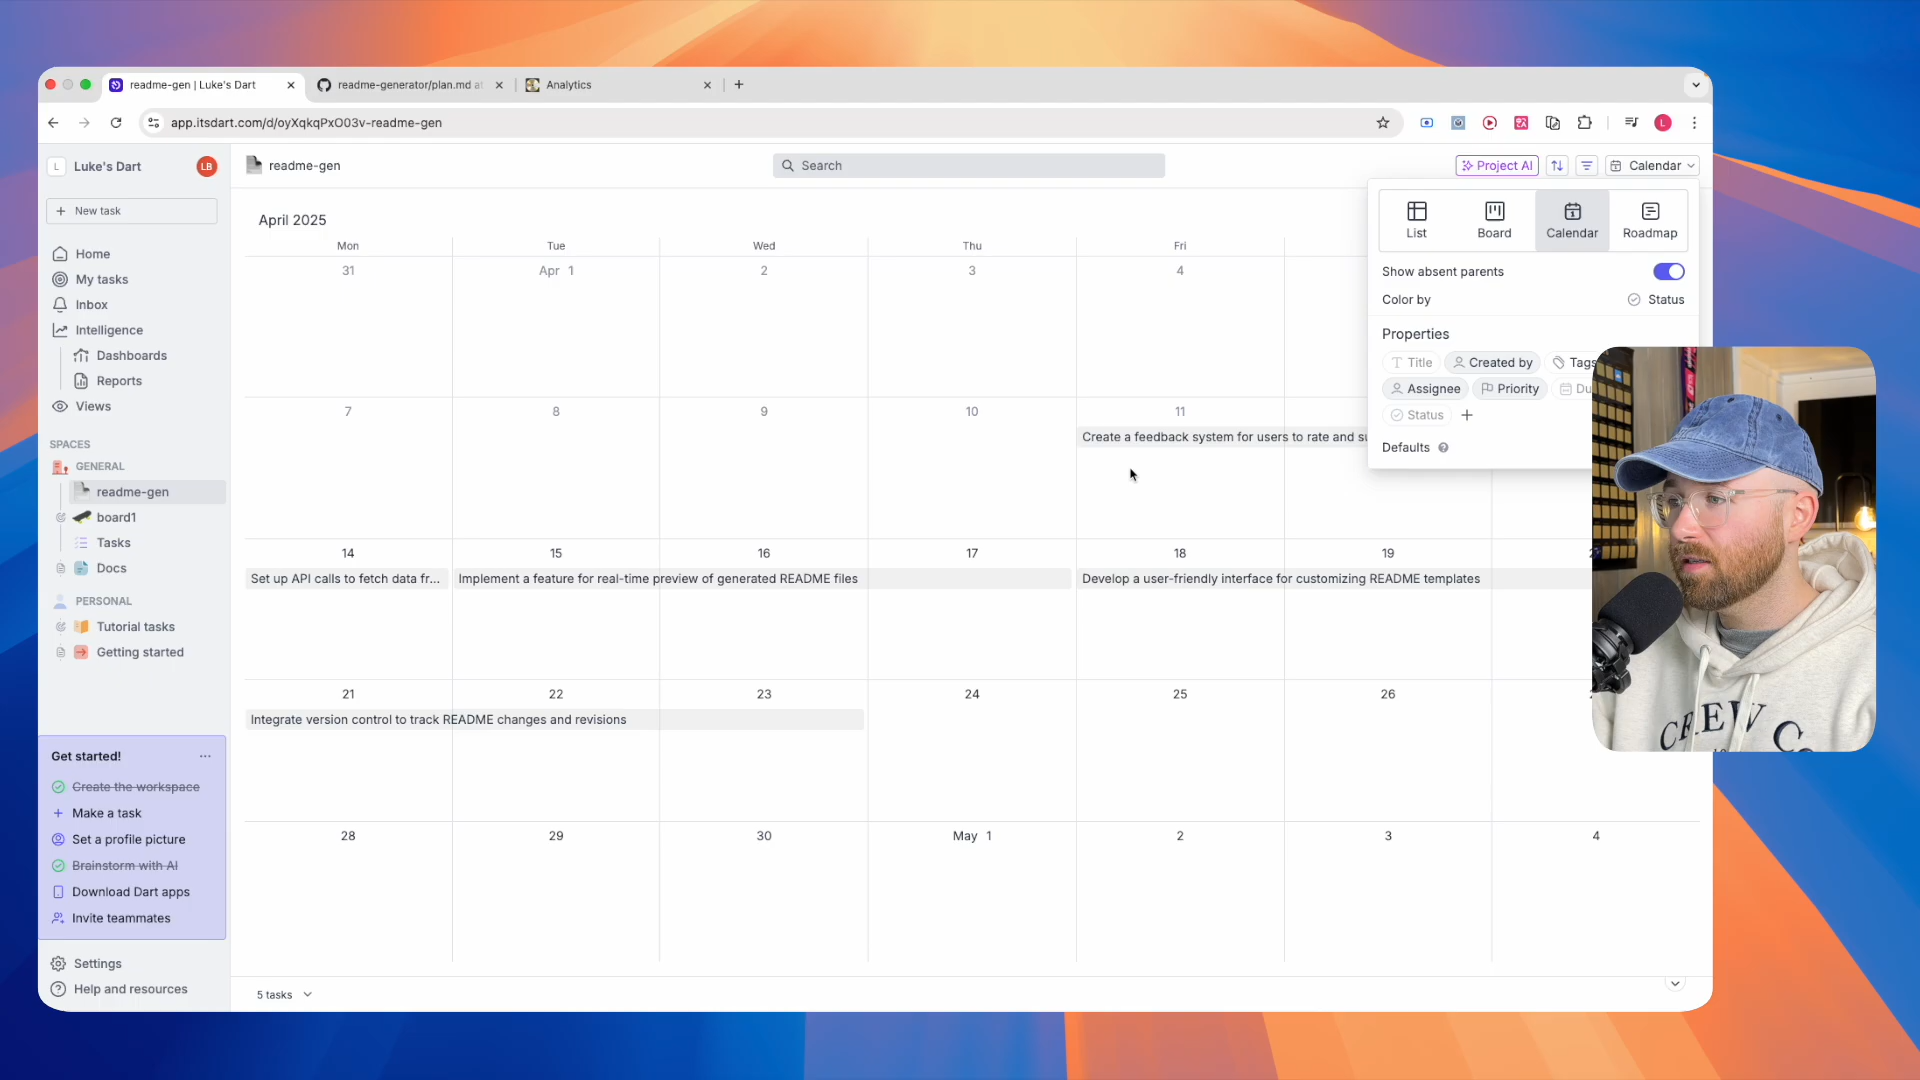 readme-gen | Luke's Dart
readme-generator/plan.md at
Analytics
app.itsdart.com/d/oyXqkqPxO03v-readme-gen
L
L
Luke's Dart
LB
readme-gen
Search
Project AI
Calendar
New task
Home
My tasks
Inbox
Intelligence
Dashboards
Reports
Views
SPACES
GENERAL
readme-gen
board1
Tasks
Docs
PERSONAL
Tutorial tasks
Getting started
Get started!
Create the workspace
Make a task
Set a profile picture
Brainstorm with AI
Download Dart apps
Invite teammates
Settings
Help and resources
April 2025
Mon Tue Wed Thu Fri
31 Apr 1 2 3 4
7 8 9 10 11
Create a feedback system for users to rate and su
14 15 16 17 18 19
Set up API calls to fetch data fr... Implement a feature for real-time preview of generated README files Develop a user-friendly interface for customizing README templates
21 22 23 24 25 26
Integrate version control to track README changes and revisions
28 29 30 May 1 2 3 4
5 tasks
List Board Calendar Roadmap
Show absent parents
Color by Status
Properties
Title Created by Tags
Assignee Priority Du
Status
Defaults
CREW Co